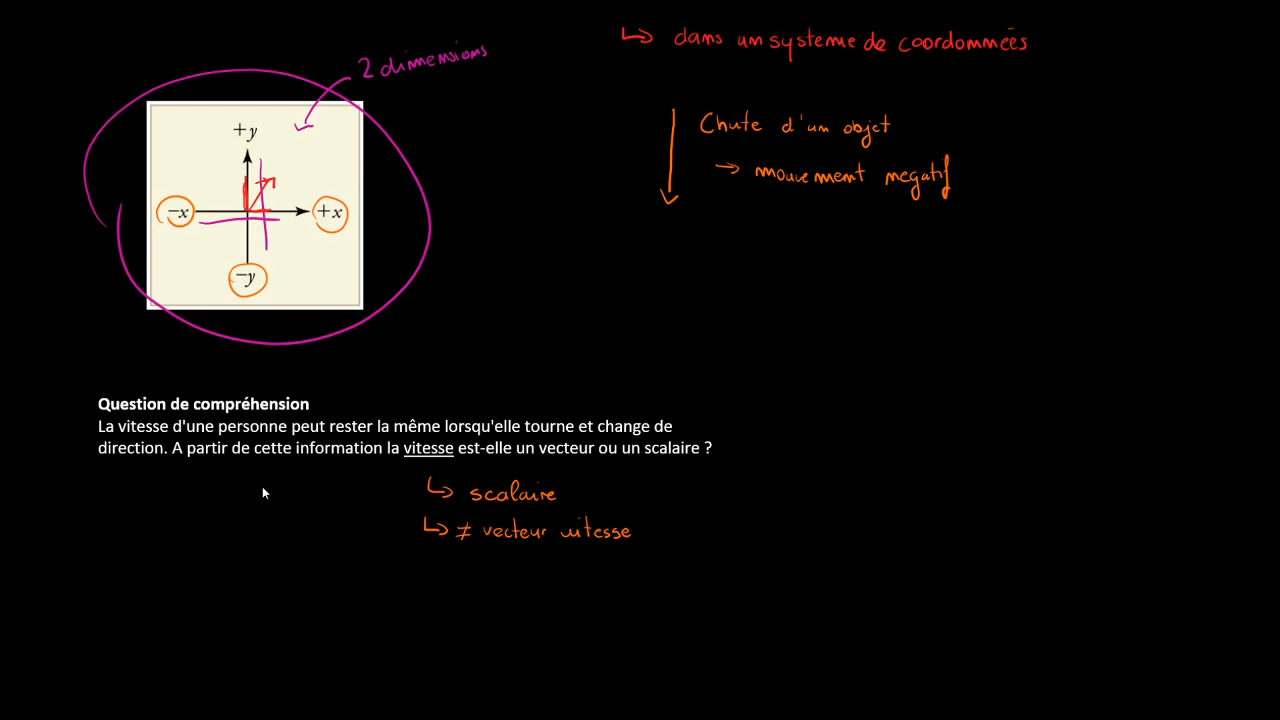 ↳ dans un systeme de coordonnées
2 dimensions
+y
-x
+x
-y
Chute d'un objet
→ mouvement negatif
Question de compréhension
La vitesse d'une personne peut rester la même lorsqu'elle tourne et change de
direction. A partir de cette information la vitesse est-elle un vecteur ou un scalaire ?
↳ scalaire
↳ ≠ vecteur vitesse